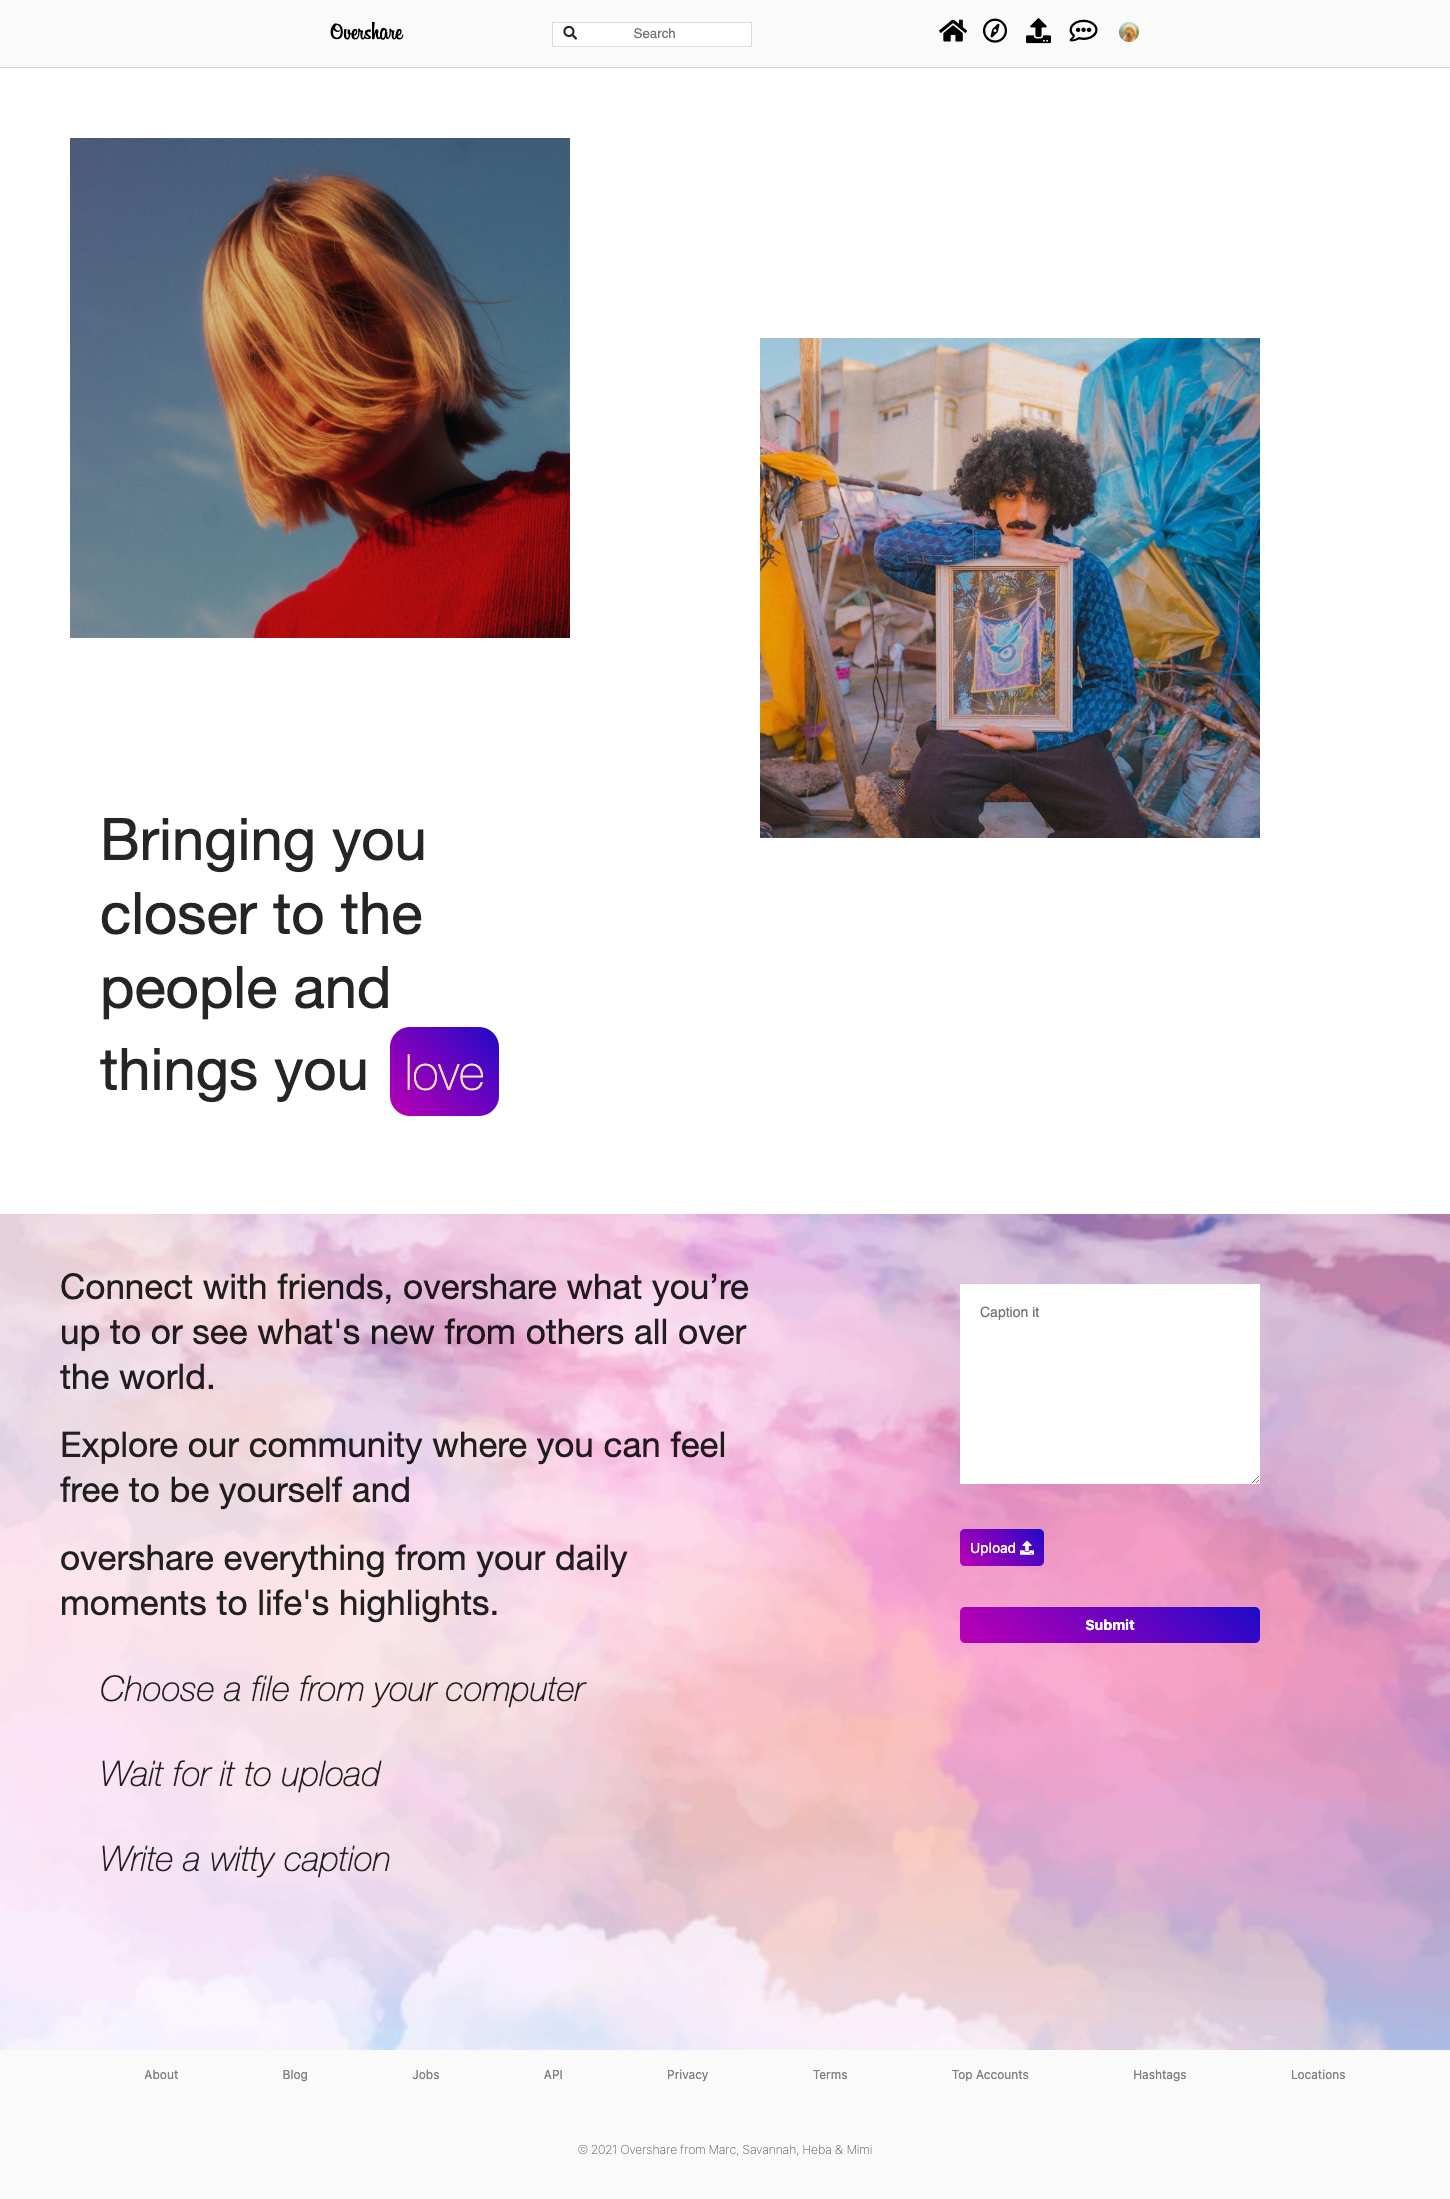 Overshare
Search
Bringing you
closer to the
people and
things you love
Connect with friends, overshare what you’re
up to or see what's new from others all over
the world.
Explore our community where you can feel
free to be yourself and
overshare everything from your daily
moments to life's highlights.
Choose a file from your computer
Wait for it to upload
Write a witty caption
Caption it
Upload
Submit
About Blog Jobs API Privacy Terms Top Accounts Hashtags Locations
© 2021 Overshare from Marc, Savannah, Heba & Mimi